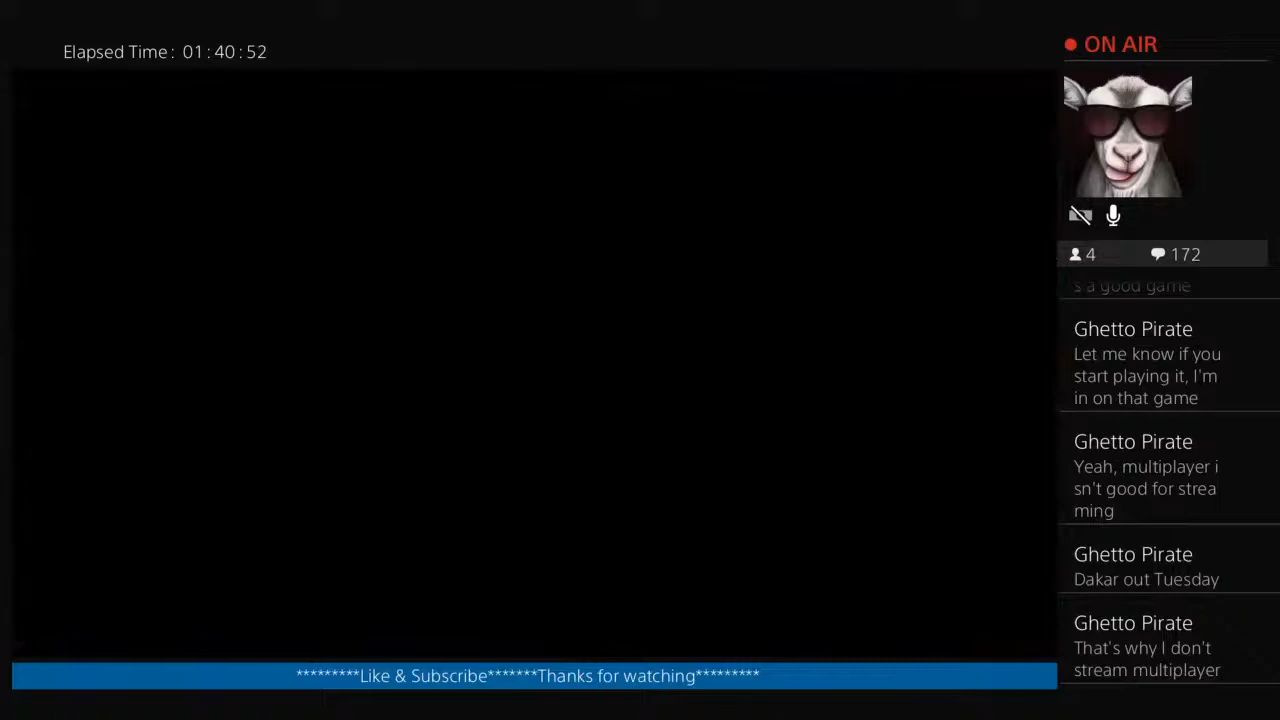 Elapsed Time: 01:40:52
ON AIR
4 172
s a good game
Ghetto Pirate
Let me know if you
start playing it, I'm
in on that game
Ghetto Pirate
Yeah, multiplayer i
sn't good for strea
ming
Ghetto Pirate
Dakar out Tuesday
Ghetto Pirate
That's why I don't
stream multiplayer
*********Like & Subscribe*******Thanks for watching*********